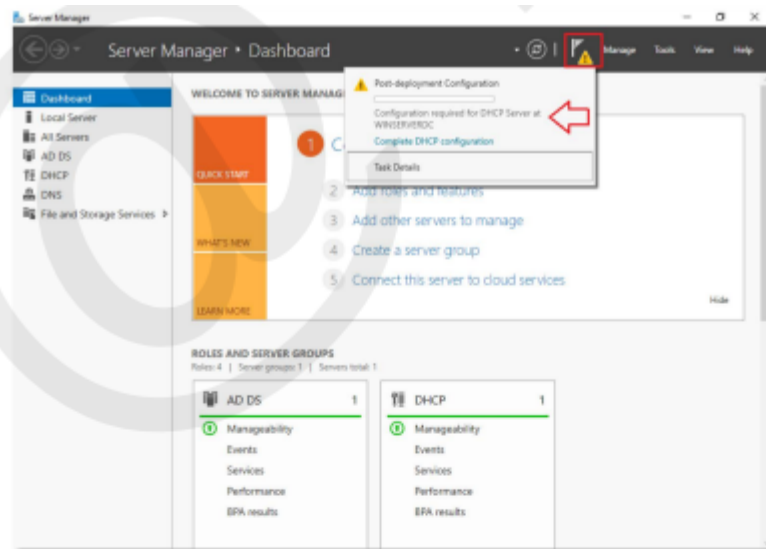 Server Manager
Server Manager • Dashboard
Manage Tools View Help
Dashboard
Local Server
All Servers
AD DS
DHCP
DNS
File and Storage Services
WELCOME TO SERVER MANAG
Post-deployment Configuration
Configuration required for DHCP Server at
WINSERVERDC
Complete DHCP configuration
Task Details
QUICK START
WHAT'S NEW
LEARN MORE
1 C
2 Add roles and features
3 Add other servers to manage
4 Create a server group
5 Connect this server to cloud services
Hide
ROLES AND SERVER GROUPS
Roles: 4 | Server groups: 1 | Servers total: 1
AD DS 1
Manageability
Events
Services
Performance
BPA results
DHCP 1
Manageability
Events
Services
Performance
BPA results